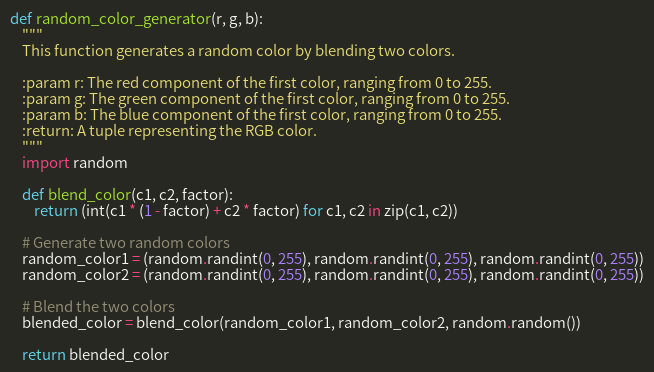 def random_color_generator(r, g, b):
    """
    This function generates a random color by blending two colors.

    :param r: The red component of the first color, ranging from 0 to 255.
    :param g: The green component of the first color, ranging from 0 to 255.
    :param b: The blue component of the first color, ranging from 0 to 255.
    :return: A tuple representing the RGB color.
    """
    import random

    def blend_color(c1, c2, factor):
        return (int(c1 * (1 - factor) + c2 * factor) for c1, c2 in zip(c1, c2))

    # Generate two random colors
    random_color1 = (random.randint(0, 255), random.randint(0, 255), random.randint(0, 255))
    random_color2 = (random.randint(0, 255), random.randint(0, 255), random.randint(0, 255))

    # Blend the two colors
    blended_color = blend_color(random_color1, random_color2, random.random())

    return blended_color